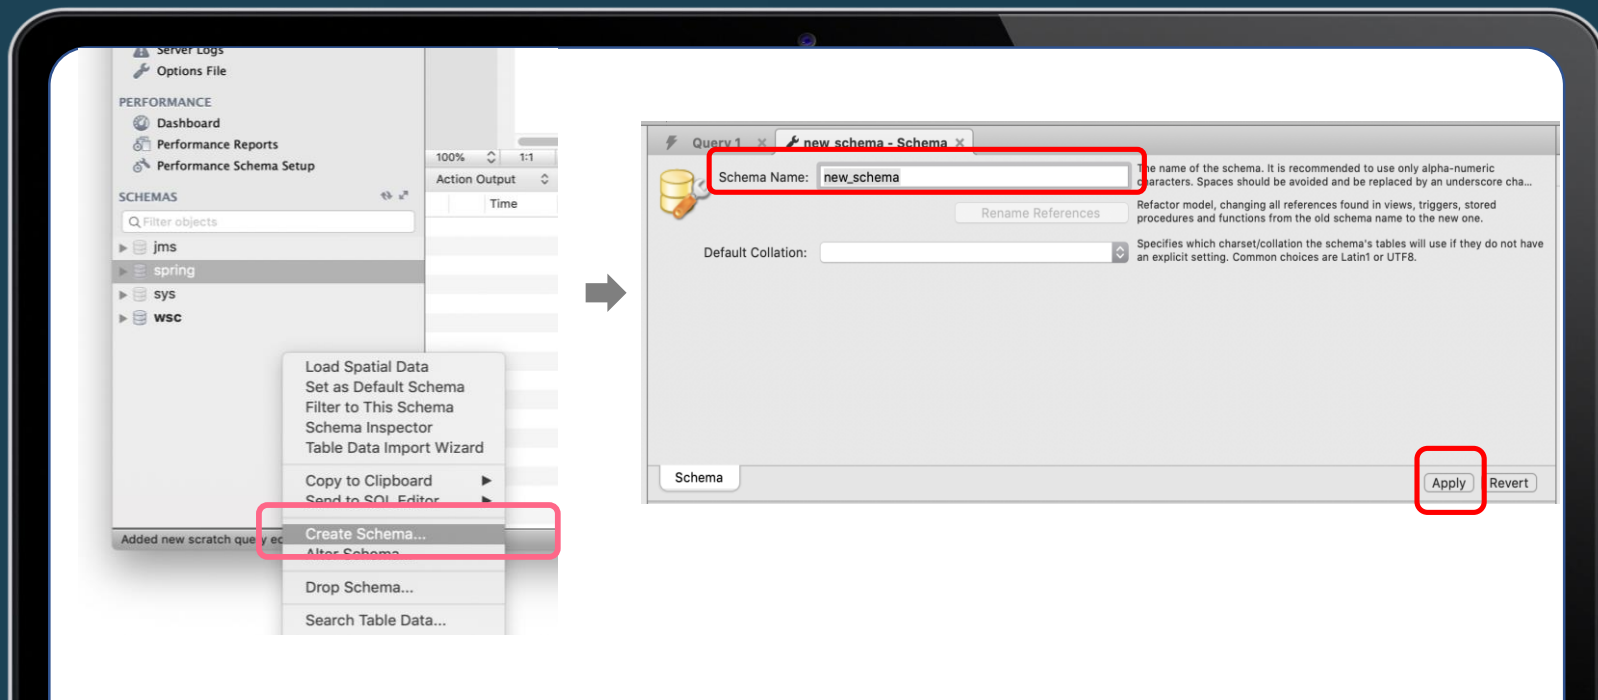 Server Logs
Options File
PERFORMANCE
Dashboard
Performance Reports
Performance Schema Setup
SCHEMAS
Filter objects
jms
spring
sys
wsc
100%
1:1
Action Output
Time
Load Spatial Data
Set as Default Schema
Filter to This Schema
Schema Inspector
Table Data Import Wizard
Copy to Clipboard
Send to SQL Editor
Create Schema...
Alter Schema
Drop Schema...
Search Table Data...
Added new scratch query ec
Query 1
new schema - Schema
Schema Name: new_schema
The name of the schema. It is recommended to use only alpha-numeric
characters. Spaces should be avoided and be replaced by an underscore cha...
Rename References
Refactor model, changing all references found in views, triggers, stored
procedures and functions from the old schema name to the new one.
Default Collation:
Specifies which charset/collation the schema's tables will use if they do not have
an explicit setting. Common choices are Latin1 or UTF8.
Schema
Apply
Revert